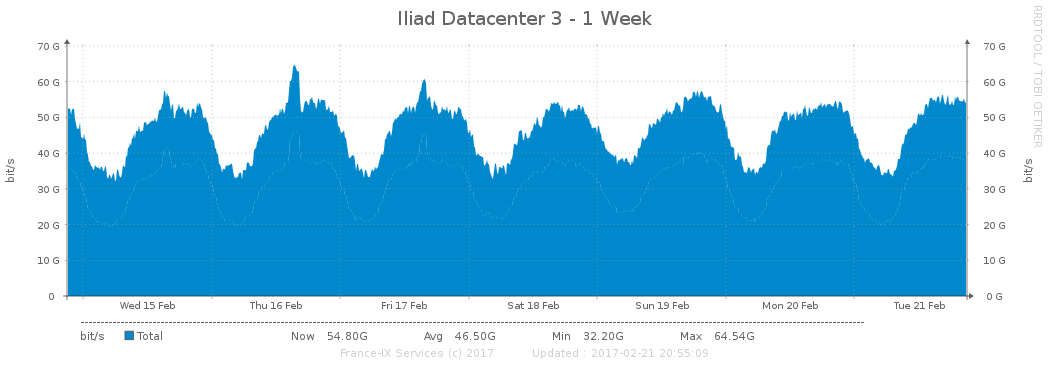 Iliad Datacenter 3 - 1 Week
RRDTOOL / TOBI OETIKER
bit/s
70 G 70 G
60 G 60 G
50 G 50 G
40 G 40 G
30 G 30 G
20 G 20 G
10 G 10 G
0 0 G
bit/s
Wed 15 Feb Thu 16 Feb Fri 17 Feb Sat 18 Feb Sun 19 Feb Mon 20 Feb Tue 21 Feb
bit/s Total Now 54.80G Avg 46.50G Min 32.20G Max 64.54G
France-IX Services (c) 2017 Updated : 2017-02-21 20:55:09